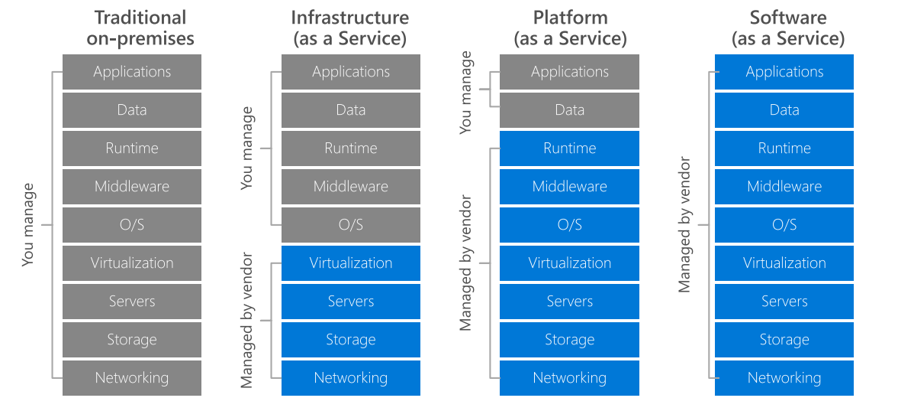 Traditional
on-premises
You manage
Applications
Data
Runtime
Middleware
O/S
Virtualization
Servers
Storage
Networking
Infrastructure
(as a Service)
You manage
Managed by vendor
Applications
Data
Runtime
Middleware
O/S
Virtualization
Servers
Storage
Networking
Platform
(as a Service)
You manage
Managed by vendor
Applications
Data
Runtime
Middleware
O/S
Virtualization
Servers
Storage
Networking
Software
(as a Service)
Managed by vendor
Applications
Data
Runtime
Middleware
O/S
Virtualization
Servers
Storage
Networking